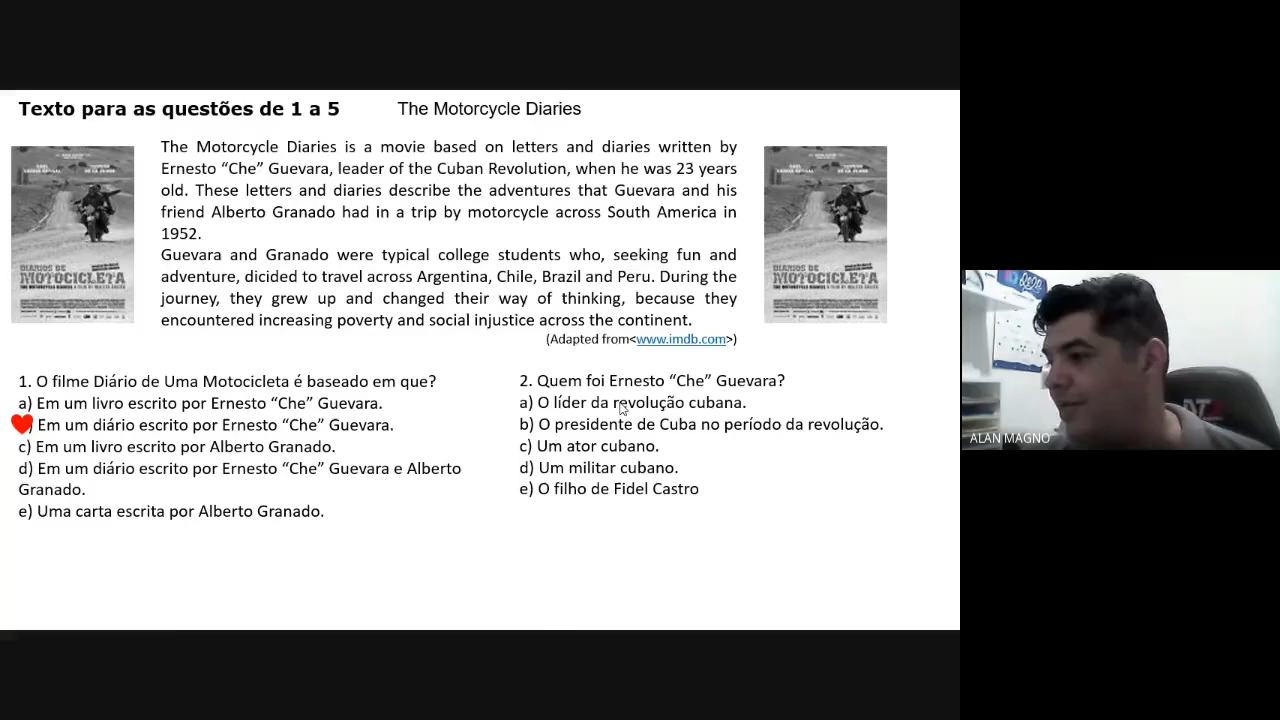 Texto para as questões de 1 a 5
The Motorcycle Diaries
The Motorcycle Diaries is a movie based on letters and diaries written by
Ernesto “Che” Guevara, leader of the Cuban Revolution, when he was 23 years
old. These letters and diaries describe the adventures that Guevara and his
friend Alberto Granado had in a trip by motorcycle across South America in
1952.
Guevara and Granado were typical college students who, seeking fun and
adventure, dicided to travel across Argentina, Chile, Brazil and Peru. During the
journey, they grew up and changed their way of thinking, because they
encountered increasing poverty and social injustice across the continent.
(Adapted from<www.imdb.com>)
DIARIOS DE
MOTOCICLETA
DIARIOS DE
MOTOCICLETA
1. O filme Diário de Uma Motocicleta é baseado em que?
a) Em um livro escrito por Ernesto “Che” Guevara.
) Em um diário escrito por Ernesto “Che” Guevara.
c) Em um livro escrito por Alberto Granado.
d) Em um diário escrito por Ernesto “Che” Guevara e Alberto
Granado.
e) Uma carta escrita por Alberto Granado.
2. Quem foi Ernesto “Che” Guevara?
a) O líder da revolução cubana.
b) O presidente de Cuba no período da revolução.
c) Um ator cubano.
d) Um militar cubano.
e) O filho de Fidel Castro
ALAN MAGNO